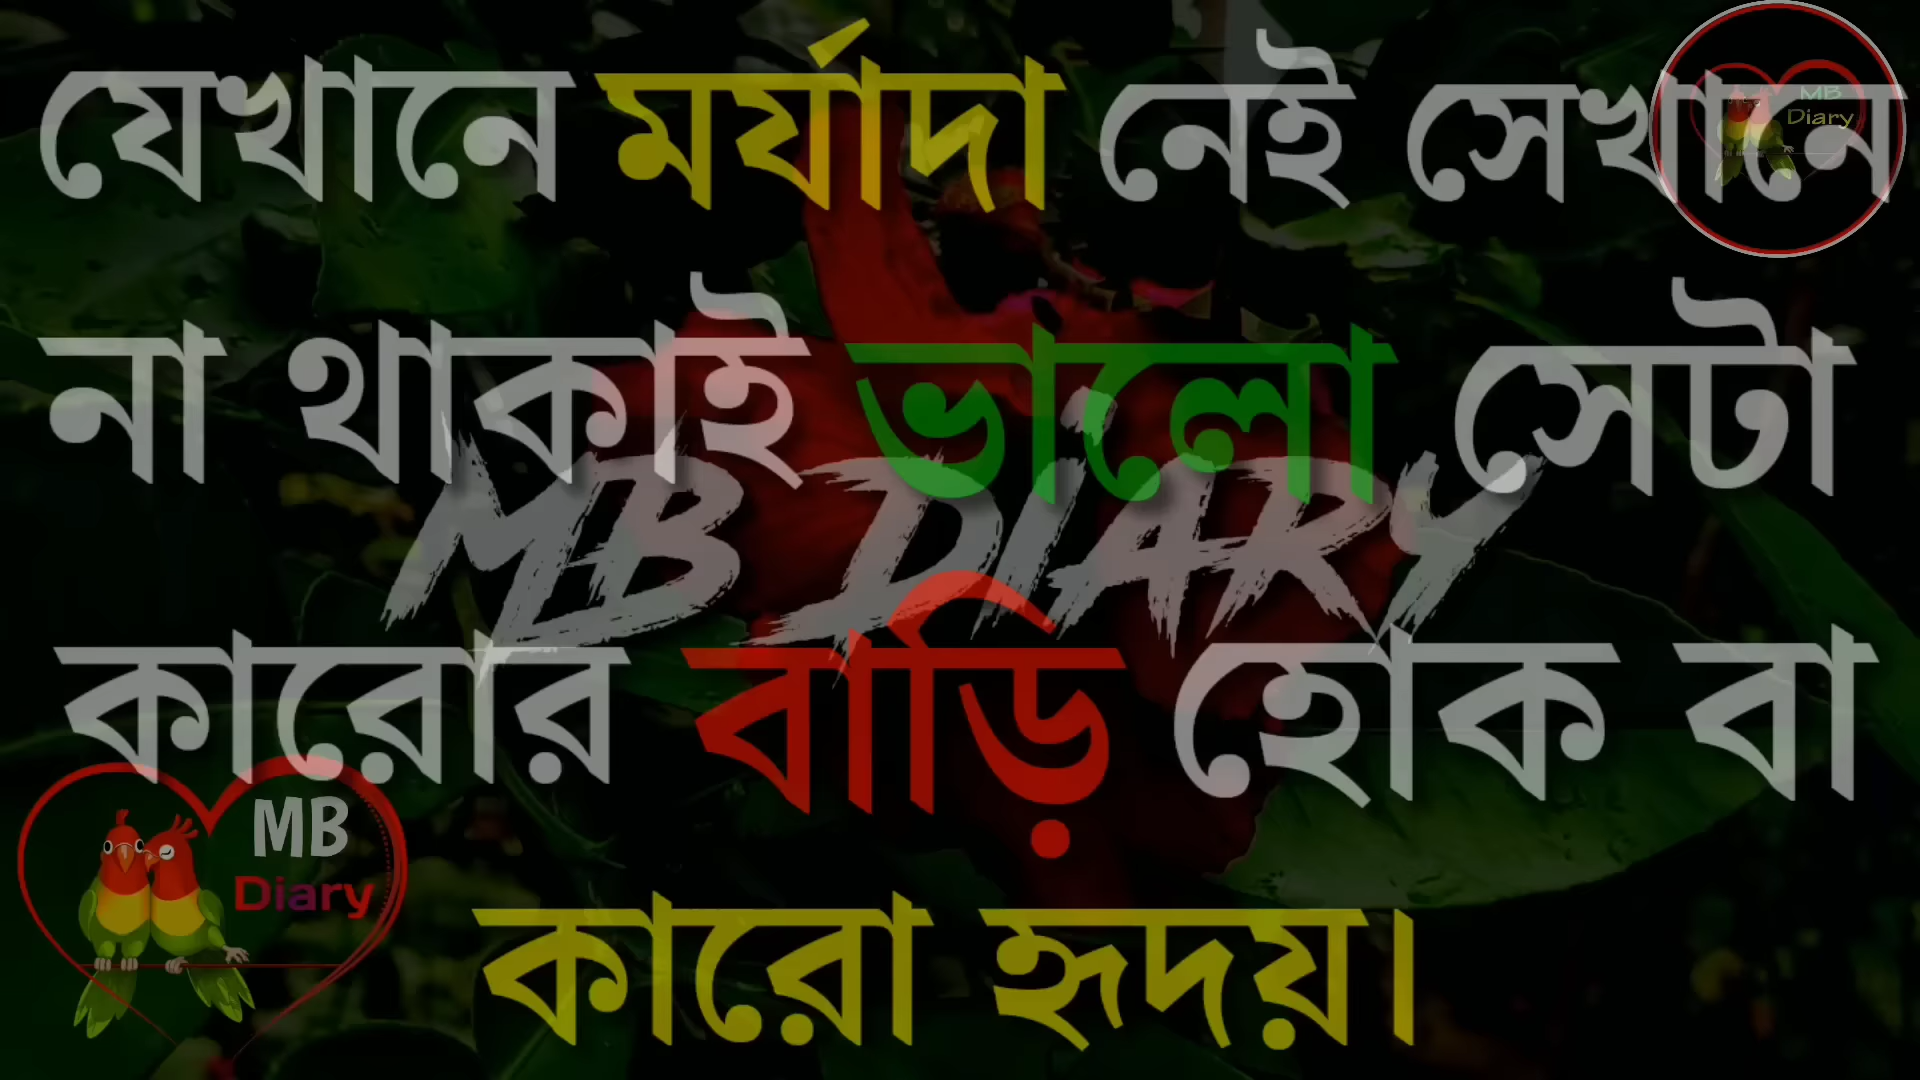 যেখানে মর্যাদা নেই সেখানে
না থাকাই ভালো সেটা
কারোর বাড়ি হোক বা
কারো হৃদয়।
MB DiARY
MB
Diary
MB
Diary